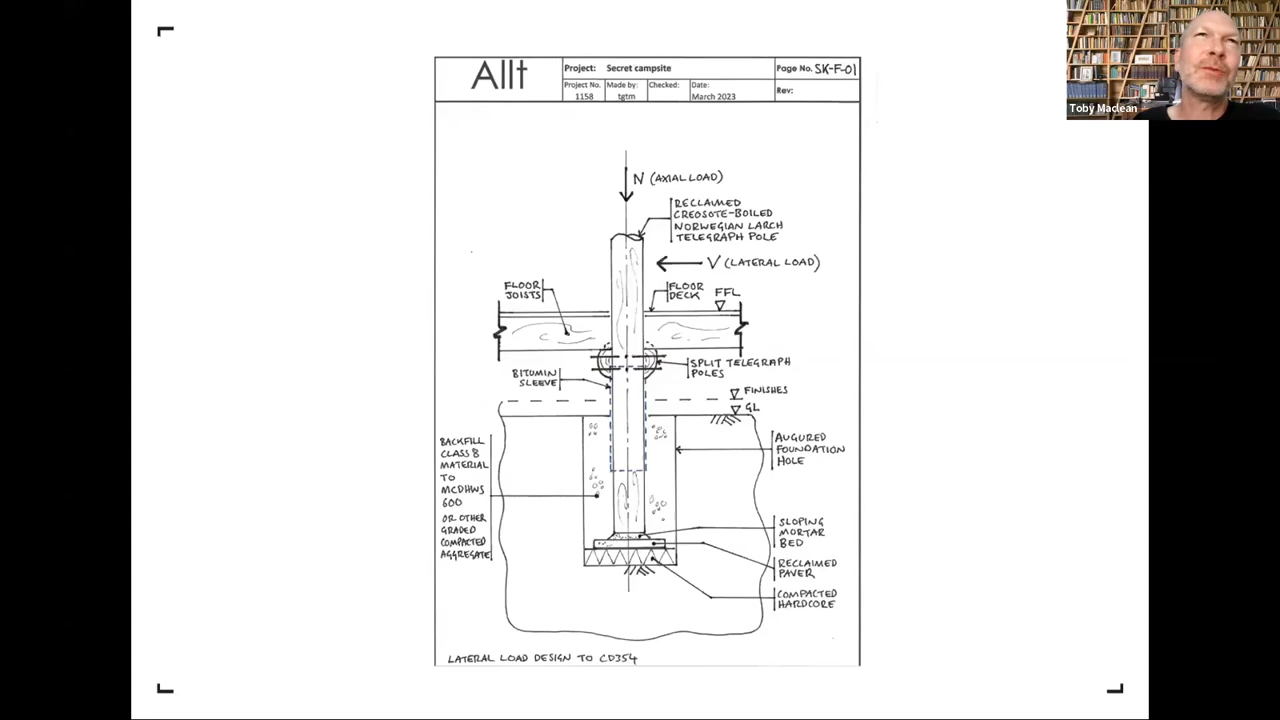 Allt
Project: Secret campsite
Page No. SK-F-01
Project No. 1158
Made by: tgtm
Checked:
Date: March 2023
Rev:
Toby Maclean
N (AXIAL LOAD)
RECLAIMED
CREOSOTE-BOILED
NORWEGIAN LARCH
TELEGRAPH POLE
V (LATERAL LOAD)
FLOOR
JOISTS
FLOOR
DECK
FFL
SPLIT TELEGRAPH
POLES
BITUMIN
SLEEVE
FINISHES
GL
BACKFILL
CLASS 8
MATERIAL
TO
MCDHWS
600
OR OTHER
GRADED
COMPACTED
AGGREGATE
AUGURED
FOUNDATION
HOLE
SLOPING
MORTAR
BED
RECLAIMED
PAVER
COMPACTED
HARDCORE
LATERAL LOAD DESIGN TO CD354